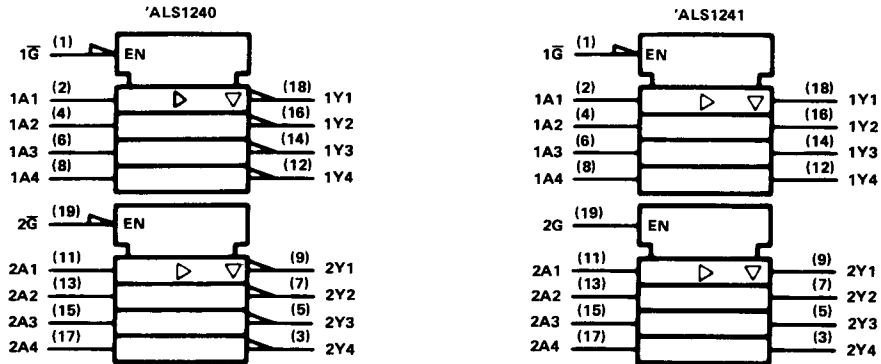 'ALS1240
1G̅ (1) EN
1A1 (2) (18) 1Y1
1A2 (4) (16) 1Y2
1A3 (6) (14) 1Y3
1A4 (8) (12) 1Y4
2G̅ (19) EN
2A1 (11) (9) 2Y1
2A2 (13) (7) 2Y2
2A3 (15) (5) 2Y3
2A4 (17) (3) 2Y4
'ALS1241
1G̅ (1) EN
1A1 (2) (18) 1Y1
1A2 (4) (16) 1Y2
1A3 (6) (14) 1Y3
1A4 (8) (12) 1Y4
2G (19) EN
2A1 (11) (9) 2Y1
2A2 (13) (7) 2Y2
2A3 (15) (5) 2Y3
2A4 (17) (3) 2Y4